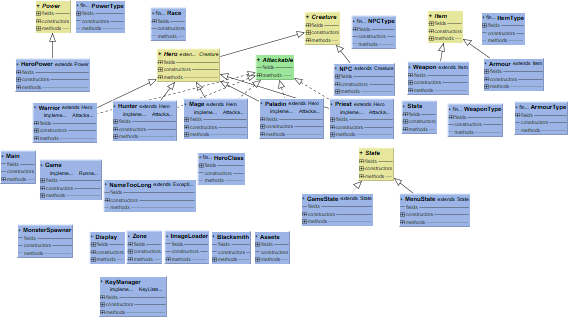 Power
fields
constructors
methods
PowerType
fields
constructors
methods
fin... Race
fields
constructors
methods
Creature
fields
constructors
methods
NPCType
fields
constructors
methods
Item
fields
constructors
methods
fin... ItemType
fields
constructors
methods
HeroPower extends Power
fields
constructors
methods
Hero exten... Creature
fields
constructors
methods
Attackable
fields
constructors
methods
NPC extends Creature
fields
constructors
methods
Weapon extends Item
fields
constructors
methods
Armour extends Item
fields
constructors
methods
Warrior extends Hero
impleme... Attacka...
fields
constructors
methods
Hunter extends Hero
impleme... Attacka...
fields
constructors
methods
Mage extends Hero
impleme... Attacka...
fields
constructors
methods
Paladin extends Hero
impleme... Attacka...
fields
constructors
methods
Priest extends Hero
impleme... Attacka...
fields
constructors
methods
Stats
fields
constructors
methods
fin... WeaponType
fields
constructors
methods
fin... ArmourType
fields
constructors
methods
Main
fields
constructors
methods
Game
impleme... Runna...
fields
constructors
methods
NameTooLong extends Excepti...
fields
constructors
methods
fin... HeroClass
fields
constructors
methods
State
fields
constructors
methods
GameState extends State
fields
constructors
methods
MenuState extends State
fields
constructors
methods
MonsterSpawner
fields
constructors
methods
Display
fields
constructors
methods
Zone
fields
constructors
methods
ImageLoader
fields
constructors
methods
Blacksmith
fields
constructors
methods
Assets
fields
constructors
methods
KeyManager
impleme... KeyListe...
fields
constructors
methods